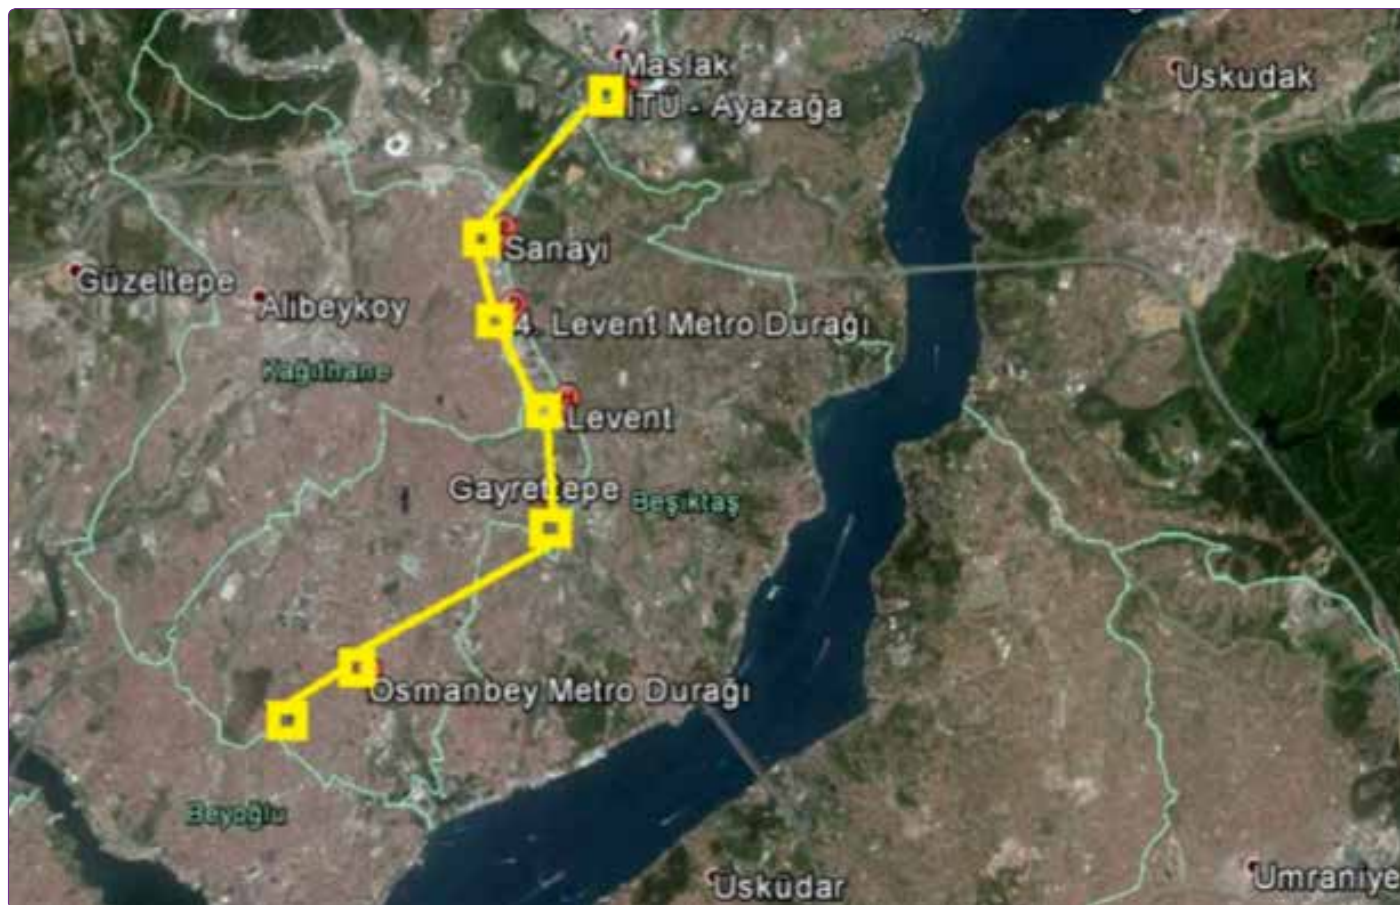 Maslak
Uskudak
İTÜ - Ayazağa
Sanayi
Güzeltepe
Alibeyköy
4. Levent Metro Durağı
Kağıthane
Levent
Gayrettepe
Beşiktaş
Osmanbey Metro Durağı
Beyoğlu
Üsküdar
Umraniye